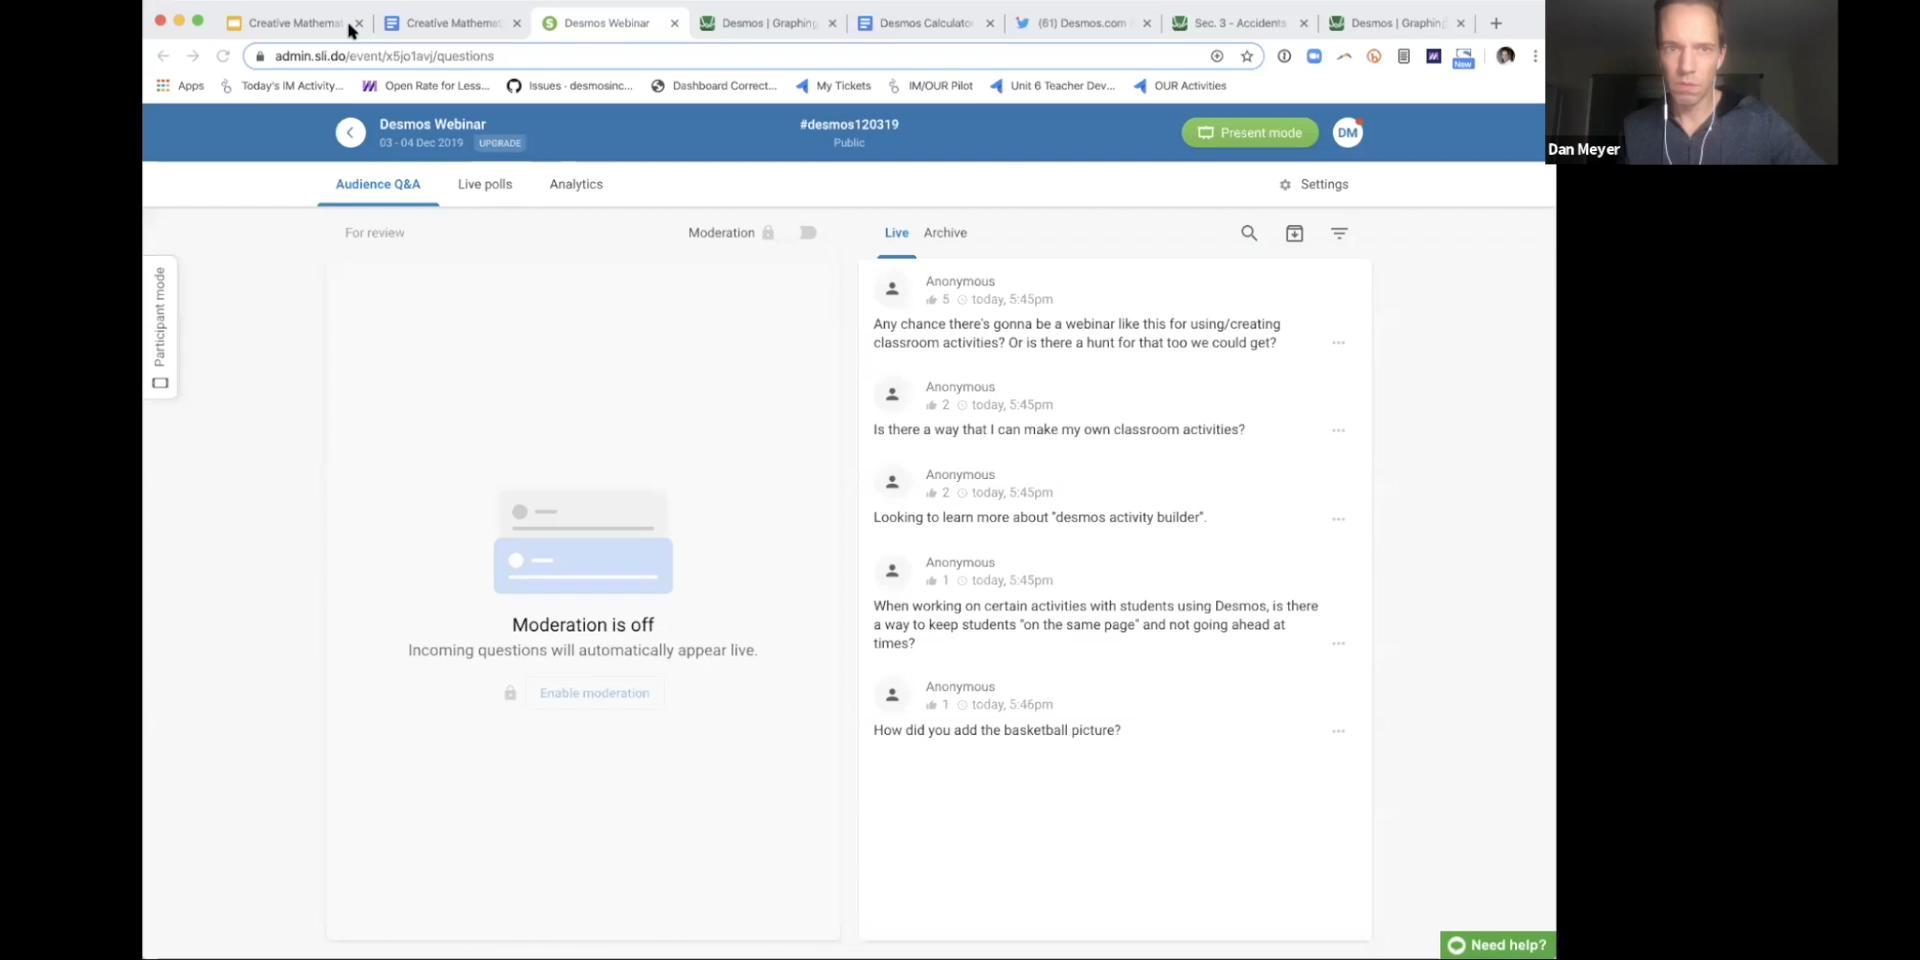 Creative Mathemat
Creative Mathemat
Desmos Webinar
Desmos | Graphing
Desmos Calculato
(61) Desmos.com
Sec. 3 - Accidents
Desmos | Graphing
admin.sli.do/event/x5jo1avj/questions
New
Apps
Today's IM Activity...
Open Rate for Less...
Issues · desmosinc...
Dashboard Correct...
My Tickets
IM/OUR Pilot
Unit 6 Teacher Dev...
OUR Activities
Dan Meyer
Desmos Webinar
03 - 04 Dec 2019 UPGRADE
#desmos120319
Public
Present mode
DM
Audience Q&A
Live polls
Analytics
Settings
For review
Moderation
Live
Archive
Participant mode
Moderation is off
Incoming questions will automatically appear live.
Enable moderation
Anonymous
5 today, 5:45pm
Any chance there's gonna be a webinar like this for using/creating
classroom activities? Or is there a hunt for that too we could get?
Anonymous
2 today, 5:45pm
Is there a way that I can make my own classroom activities?
Anonymous
2 today, 5:45pm
Looking to learn more about "desmos activity builder".
Anonymous
1 today, 5:45pm
When working on certain activities with students using Desmos, is there
a way to keep students "on the same page" and not going ahead at
times?
Anonymous
1 today, 5:46pm
How did you add the basketball picture?
Need help?